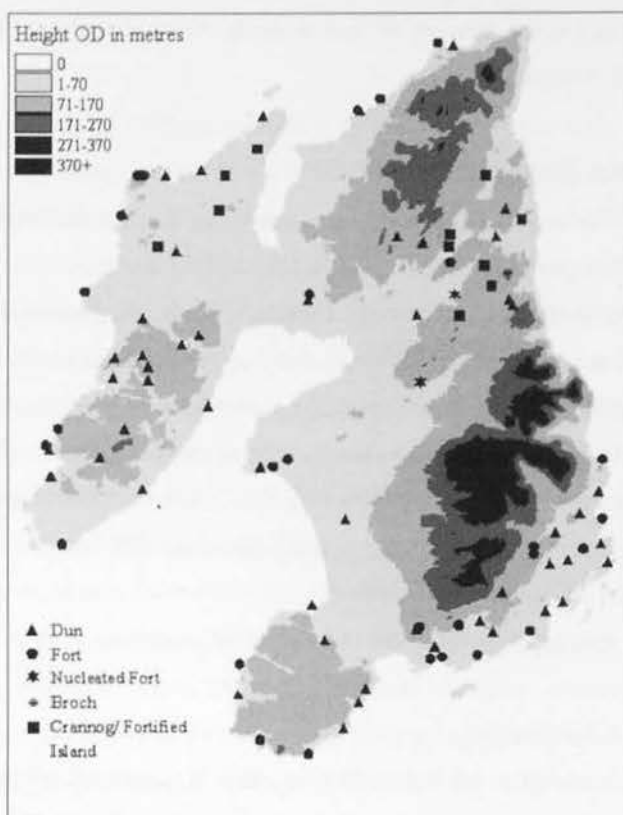 Height OD in metres
0
1-70
71-170
171-270
271-370
370+
Dun
Fort
Nucleated Fort
Broch
Crannog/ Fortified
Island